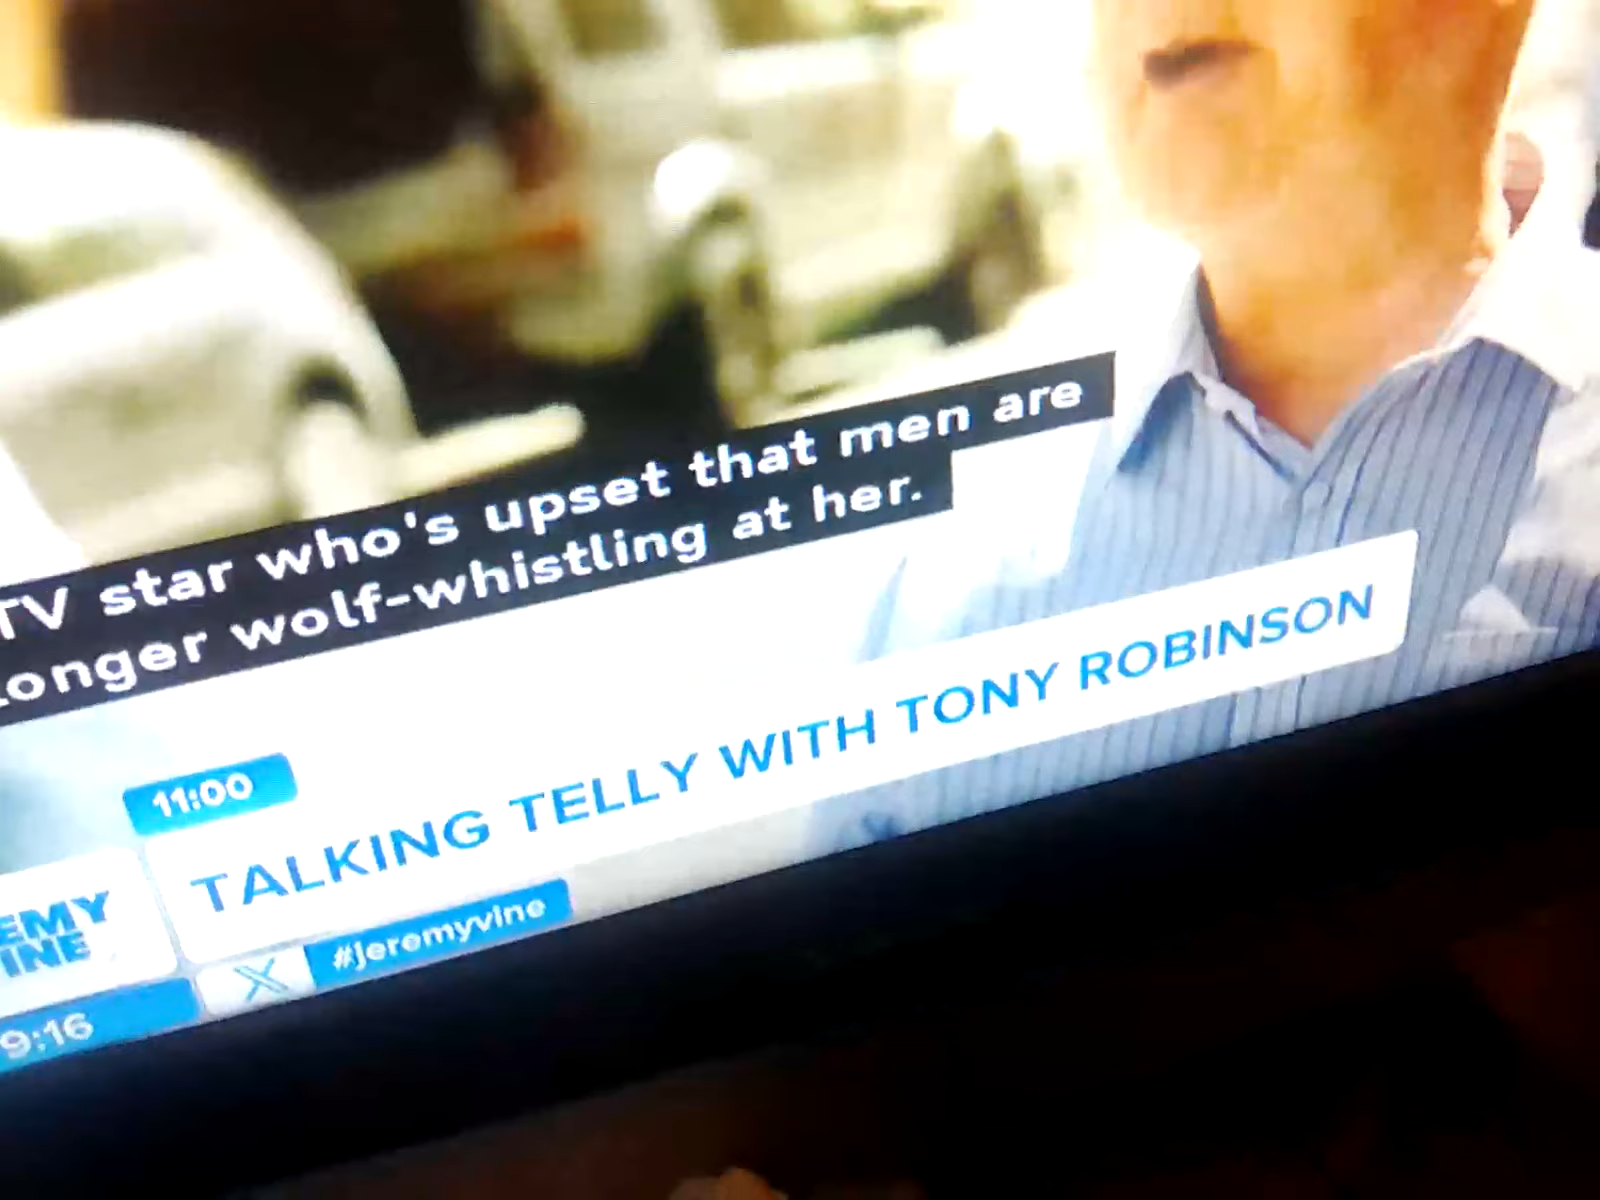 TV star who's upset that men are
longer wolf-whistling at her.
11:00
TALKING TELLY WITH TONY ROBINSON
EMY
INE
#jeremyvine
9:16